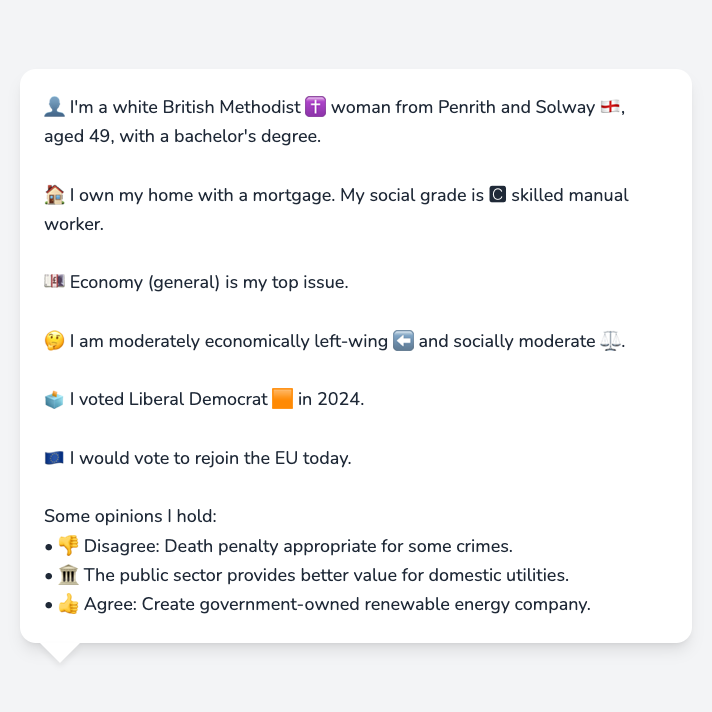 👤 I'm a white British Methodist ✝️ woman from Penrith and Solway 🏴󠁧󠁢󠁥󠁮󠁧󠁿,
aged 49, with a bachelor's degree.
🏠 I own my home with a mortgage. My social grade is 🅲 skilled manual
worker.
💷 Economy (general) is my top issue.
🤔 I am moderately economically left-wing ⬅️ and socially moderate ⚖️.
🗳️ I voted Liberal Democrat 🟧 in 2024.
🇪🇺 I would vote to rejoin the EU today.
Some opinions I hold:
• 👎 Disagree: Death penalty appropriate for some crimes.
• 🏛️ The public sector provides better value for domestic utilities.
• 👍 Agree: Create government-owned renewable energy company.